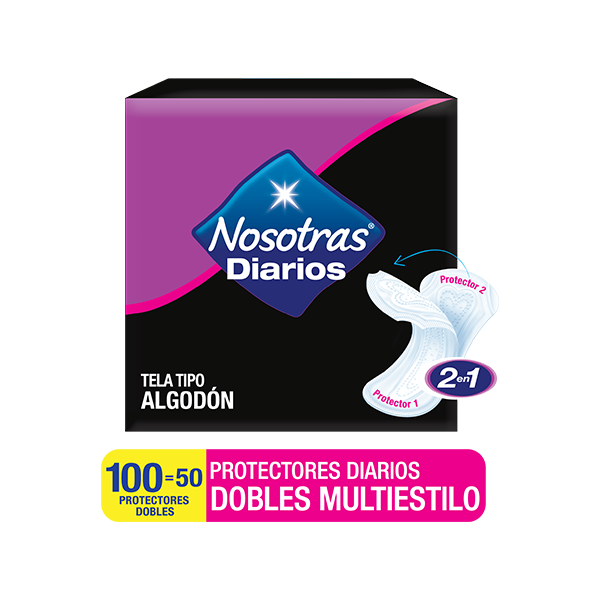 Nosotras®
Diarios
Protector 2
Protector 1
2en1
TELA TIPO
ALGODÓN
100=50
PROTECTORES
DOBLES
PROTECTORES DIARIOS
DOBLES MULTIESTILO